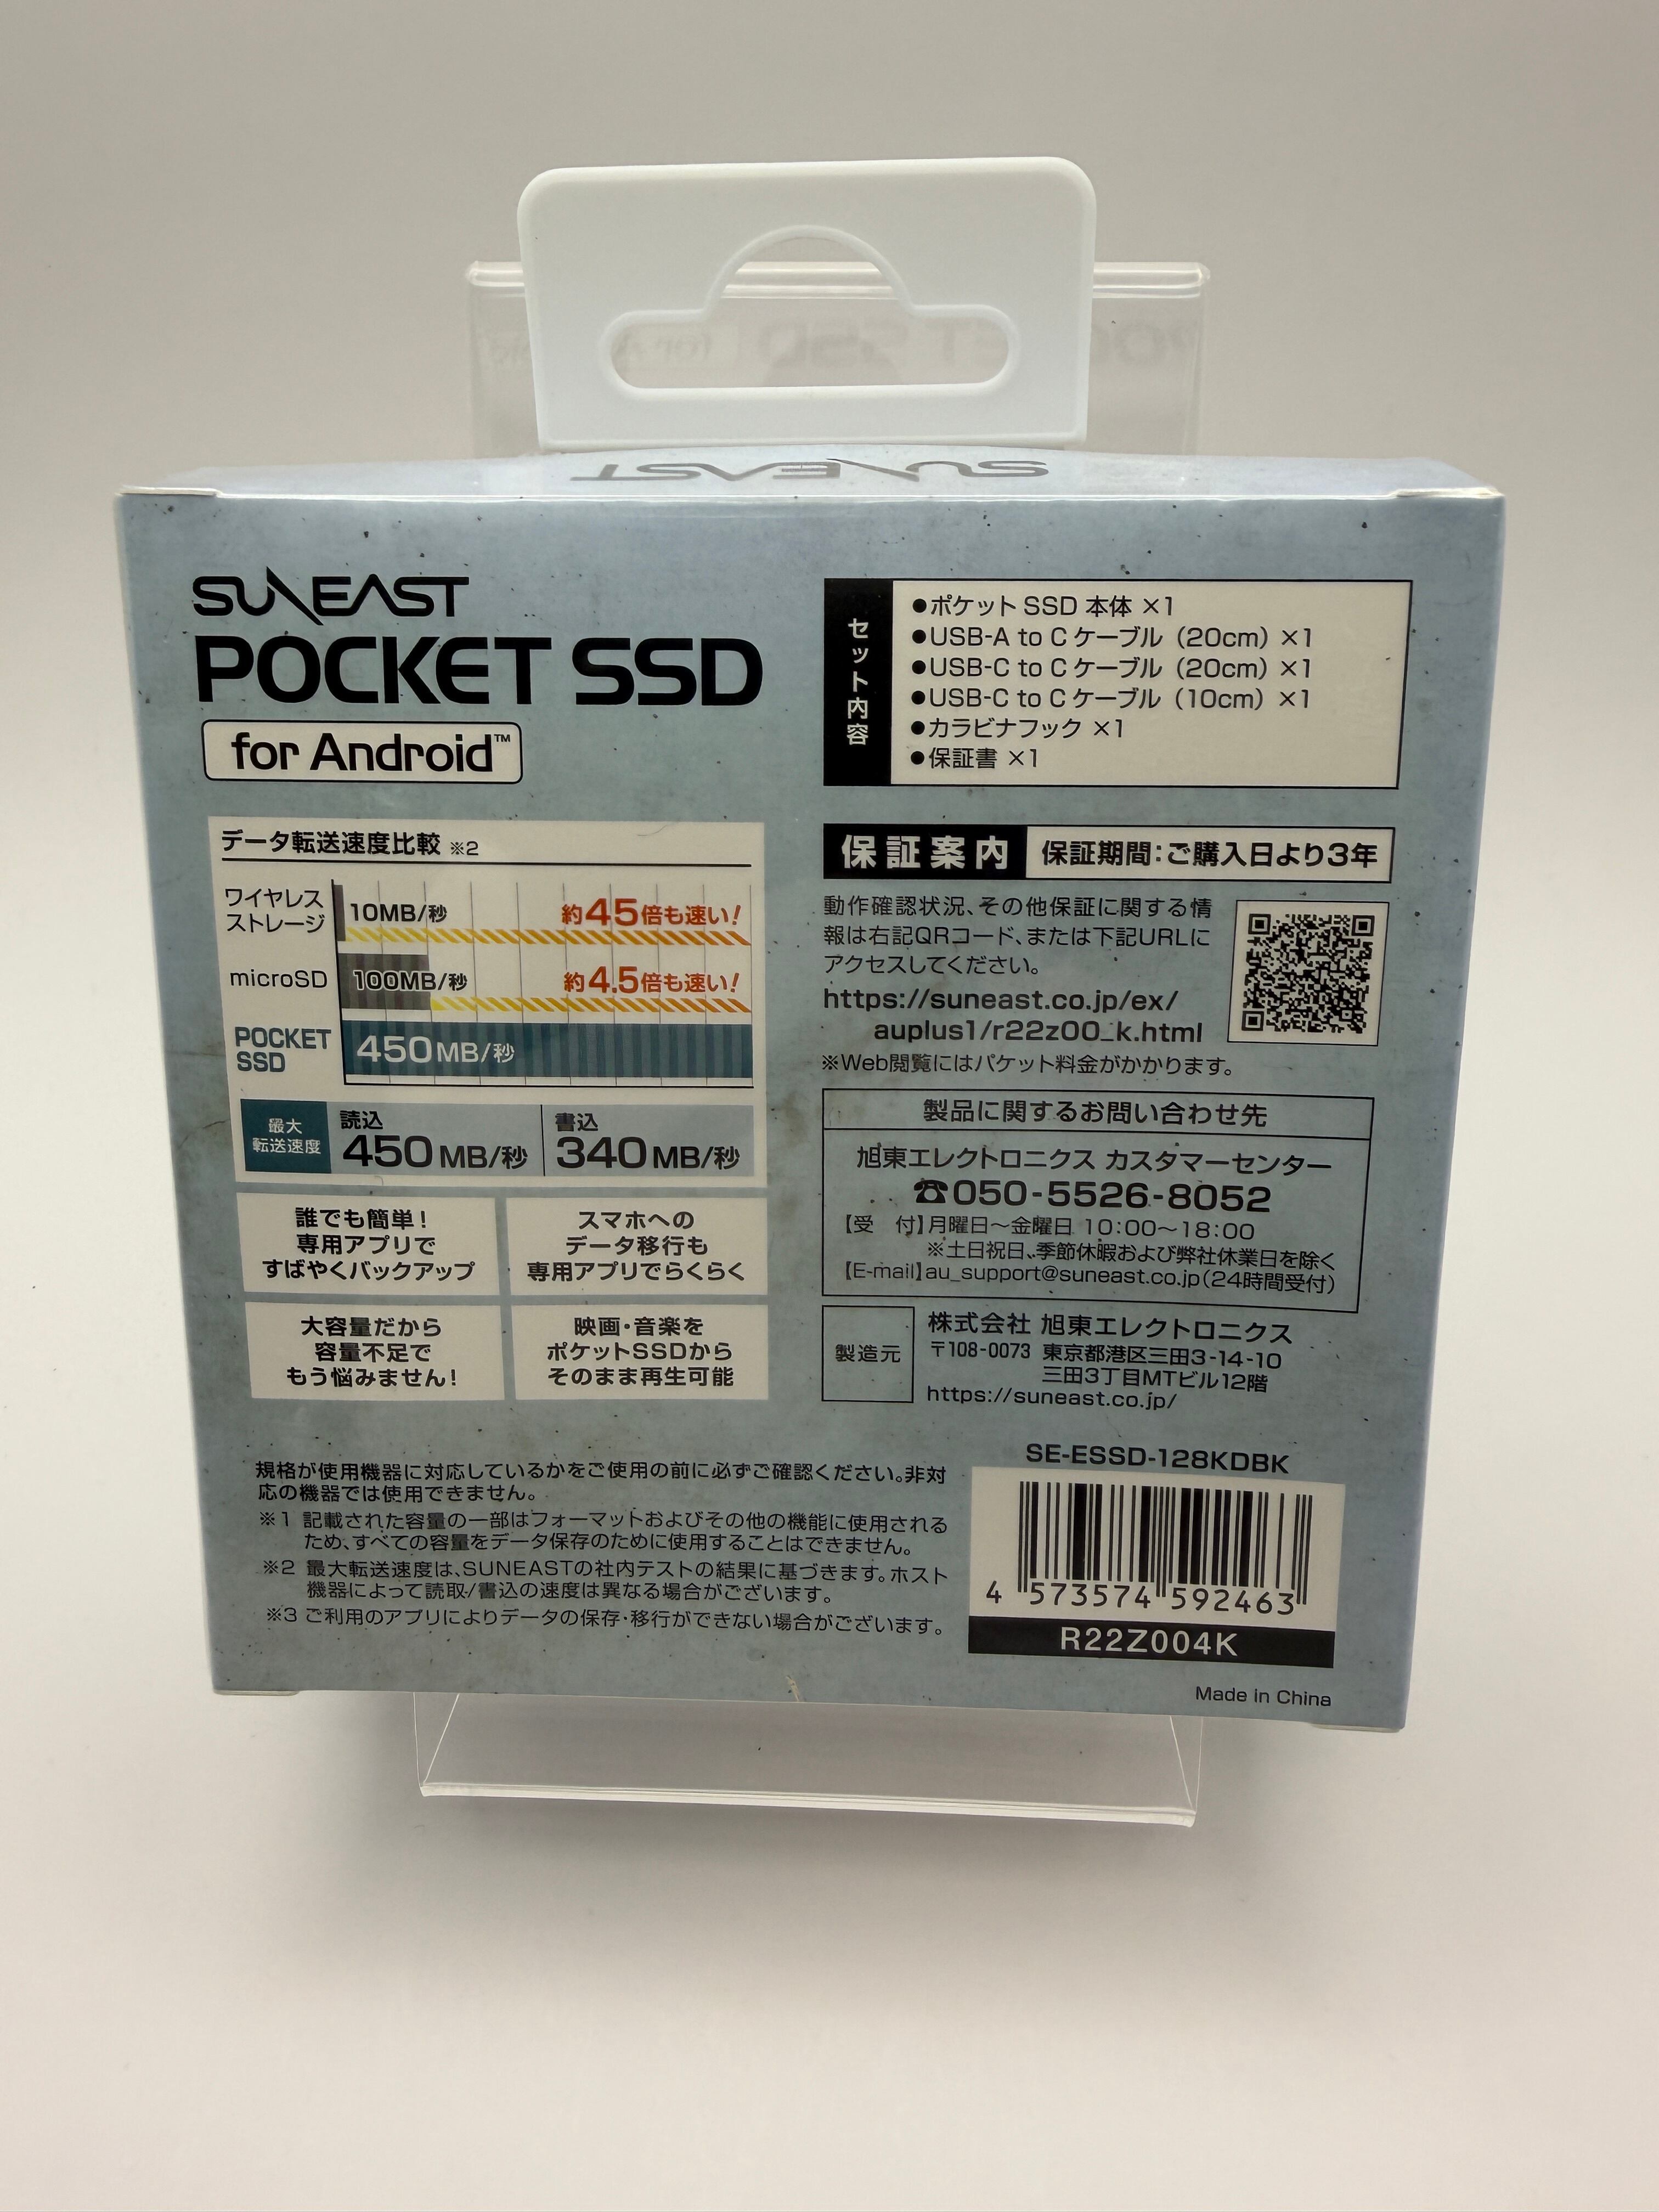 SUNEAST
SUNEAST
POCKET SSD
for Android™
データ転送速度比較 ※2
ワイヤレス
ストレージ
10MB/秒
約45倍も速い!
microSD
100MB/秒
約4.5倍も速い!
POCKET
SSD
450MB/秒
最大
転送速度
読込
450MB/秒
書込
340MB/秒
誰でも簡単!
専用アプリで
すばやくバックアップ
スマホへの
データ移行も
専用アプリでらくらく
大容量だから
容量不足で
もう悩みません!
映画・音楽を
ポケットSSDから
そのまま再生可能
セット内容
●ポケット SSD 本体 ×1
●USB-A to C ケーブル (20cm) ×1
●USB-C to C ケーブル (20cm) ×1
●USB-C to C ケーブル (10cm) ×1
●カラビナフック ×1
●保証書 ×1
保証案内
保証期間:ご購入日より3年
動作確認状況、その他保証に関する情
報は右記QRコード、または下記URLに
アクセスしてください。
https://suneast.co.jp/ex/
auplus1/r22z00_k.html
※Web閲覧にはパケット料金がかかります。
製品に関するお問い合わせ先
旭東エレクトロニクス カスタマーセンター
☎050-5526-8052
【受 付】月曜日～金曜日 10:00～18:00
※土日祝日、季節休暇および弊社休業日を除く
【E-mail】au_support@suneast.co.jp(24時間受付)
製造元
株式会社 旭東エレクトロニクス
〒108-0073 東京都港区三田3-14-10
三田3丁目MTビル12階
https://suneast.co.jp/
規格が使用機器に対応しているかをご使用の前に必ずご確認ください。非対
応の機器では使用できません。
※1 記載された容量の一部はフォーマットおよびその他の機能に使用される
ため、すべての容量をデータ保存のために使用することはできません。
※2 最大転送速度は、SUNEASTの社内テストの結果に基づきます。ホスト
機器によって読取/書込の速度は異なる場合がございます。
※3 ご利用のアプリによりデータの保存・移行ができない場合がございます。
SE-ESSD-128KDBK
4 573574 592463
R22Z004K
Made in China